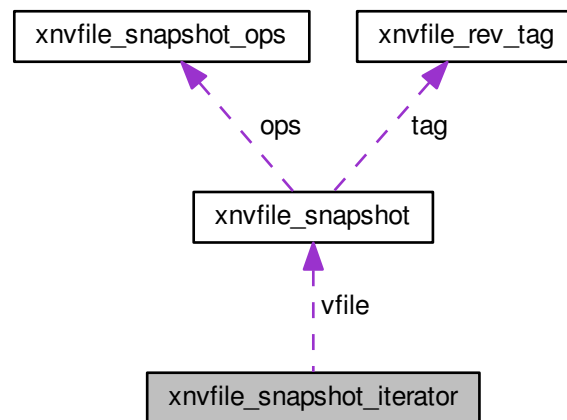 xnvfile_snapshot_ops
xnvfile_rev_tag
ops
tag
xnvfile_snapshot
vfile
xnvfile_snapshot_iterator